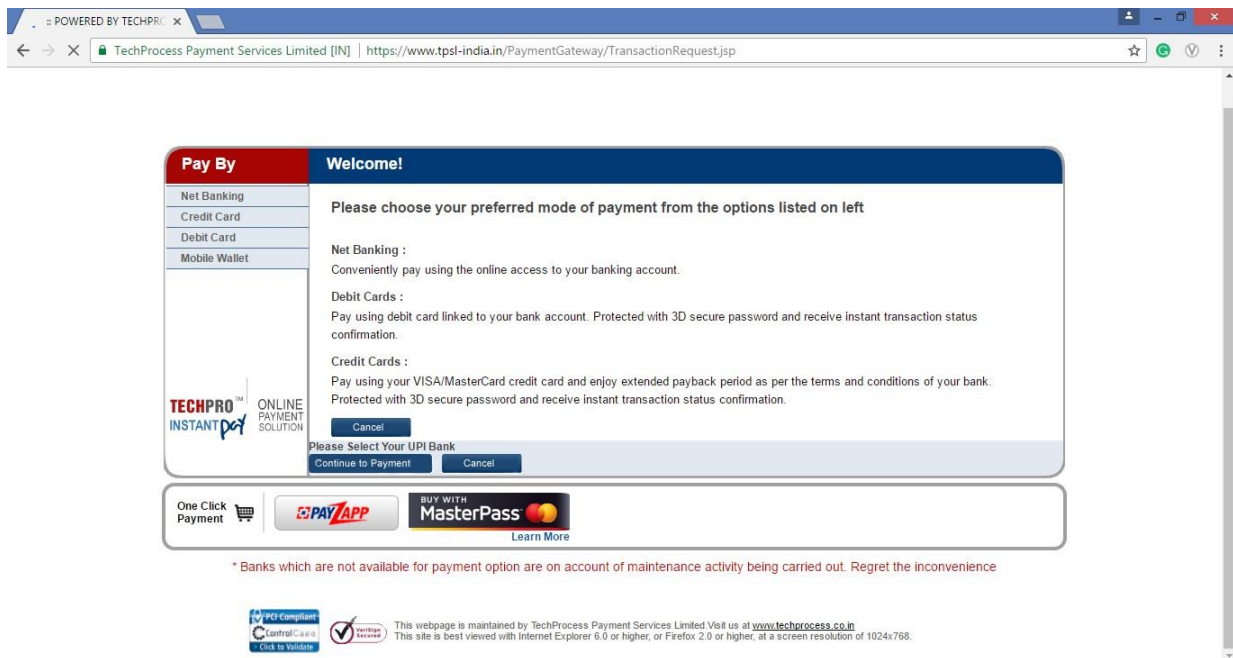 :: POWERED BY TECHPRO
TechProcess Payment Services Limited [IN] | https://www.tpsl-india.in/PaymentGateway/TransactionRequest.jsp
Pay By
Welcome!
Net Banking
Credit Card
Debit Card
Mobile Wallet
Please choose your preferred mode of payment from the options listed on left
Net Banking :
Conveniently pay using the online access to your banking account.
Debit Cards :
Pay using debit card linked to your bank account. Protected with 3D secure password and receive instant transaction status
confirmation.
Credit Cards :
Pay using your VISA/MasterCard credit card and enjoy extended payback period as per the terms and conditions of your bank.
Protected with 3D secure password and receive instant transaction status confirmation.
Cancel
TECHPRO™
INSTANT pay
ONLINE
PAYMENT
SOLUTION
Please Select Your UPI Bank
Continue to Payment
Cancel
One Click
Payment
PAYZAPP
BUY WITH
MasterPass
Learn More
* Banks which are not available for payment option are on account of maintenance activity being carried out. Regret the inconvenience
PCI Compliant
ControlCase
Click to Validate
VeriSign
Secured
This webpage is maintained by TechProcess Payment Services Limited.Visit us at www.techprocess.co.in
This site is best viewed with Internet Explorer 6.0 or higher, or Firefox 2.0 or higher, at a screen resolution of 1024x768.